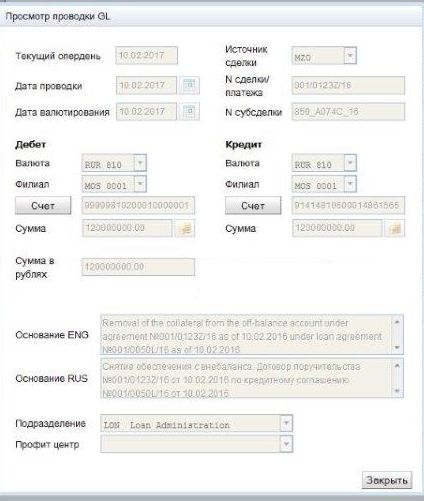 Просмотр проводки GL
Текущий опердень 10.02.2017 Источник сделки MZO
Дата проводки 10.02.2017 N сделки/ платежа 001/0123Z/16
Дата валютирования 10.02.2017 N субсделки 850_A074C_16
Дебет Кредит
Валюта RUR 810 Валюта RUR 810
Филиал MOS 0001 Филиал MOS 0001
Счет 99999810200010000001 Счет 91414810600014861565
Сумма 120000000.00 Сумма 120000000.00
Сумма в рублях 120000000.00
Основание ENG
Removal of the collateral from the off-balance account under
agreement №001/0123Z/16 as of 10.02.2016 under loan agreement
№001/0050L/16 as of 10.02.2016
Основание RUS
Снятие обеспечения с внебаланса. Договор поручительства
№001/0123Z/16 от 10.02.2016 по кредитному соглашению
№001/0050L/16 от 10.02.2016
Подразделение LON Loan Administration
Профит центр
Закрыть